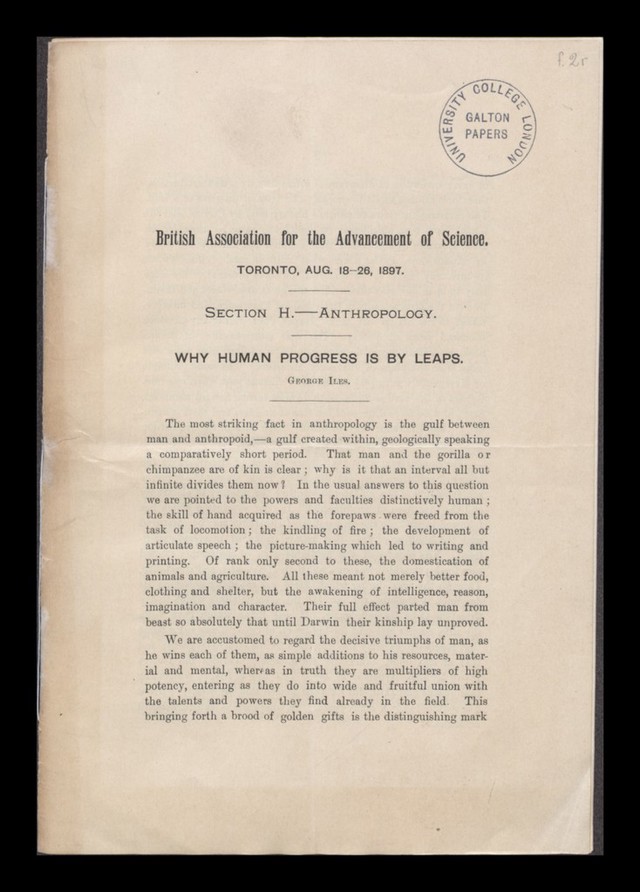 f. 2r
UNIVERSITY COLLEGE LONDON
GALTON
PAPERS
British Association for the Advancement of Science.
TORONTO, AUG. 18-26, 1897.
SECTION H.—ANTHROPOLOGY.
WHY HUMAN PROGRESS IS BY LEAPS.
GEORGE ILES.
The most striking fact in anthropology is the gulf between
man and anthropoid,—a gulf created within, geologically speaking
a comparatively short period. That man and the gorilla or
chimpanzee are of kin is clear ; why is it that an interval all but
infinite divides them now ? In the usual answers to this question
we are pointed to the powers and faculties distinctively human ;
the skill of hand acquired as the forepaws were freed from the
task of locomotion ; the kindling of fire ; the development of
articulate speech ; the picture-making which led to writing and
printing. Of rank only second to these, the domestication of
animals and agriculture. All these meant not merely better food,
clothing and shelter, but the awakening of intelligence, reason,
imagination and character. Their full effect parted man from
beast so absolutely that until Darwin their kinship lay unproved.
We are accustomed to regard the decisive triumphs of man, as
he wins each of them, as simple additions to his resources, mater-
ial and mental, whereas in truth they are multipliers of high
potency, entering as they do into wide and fruitful union with
the talents and powers they find already in the field. This
bringing forth a brood of golden gifts is the distinguishing mark